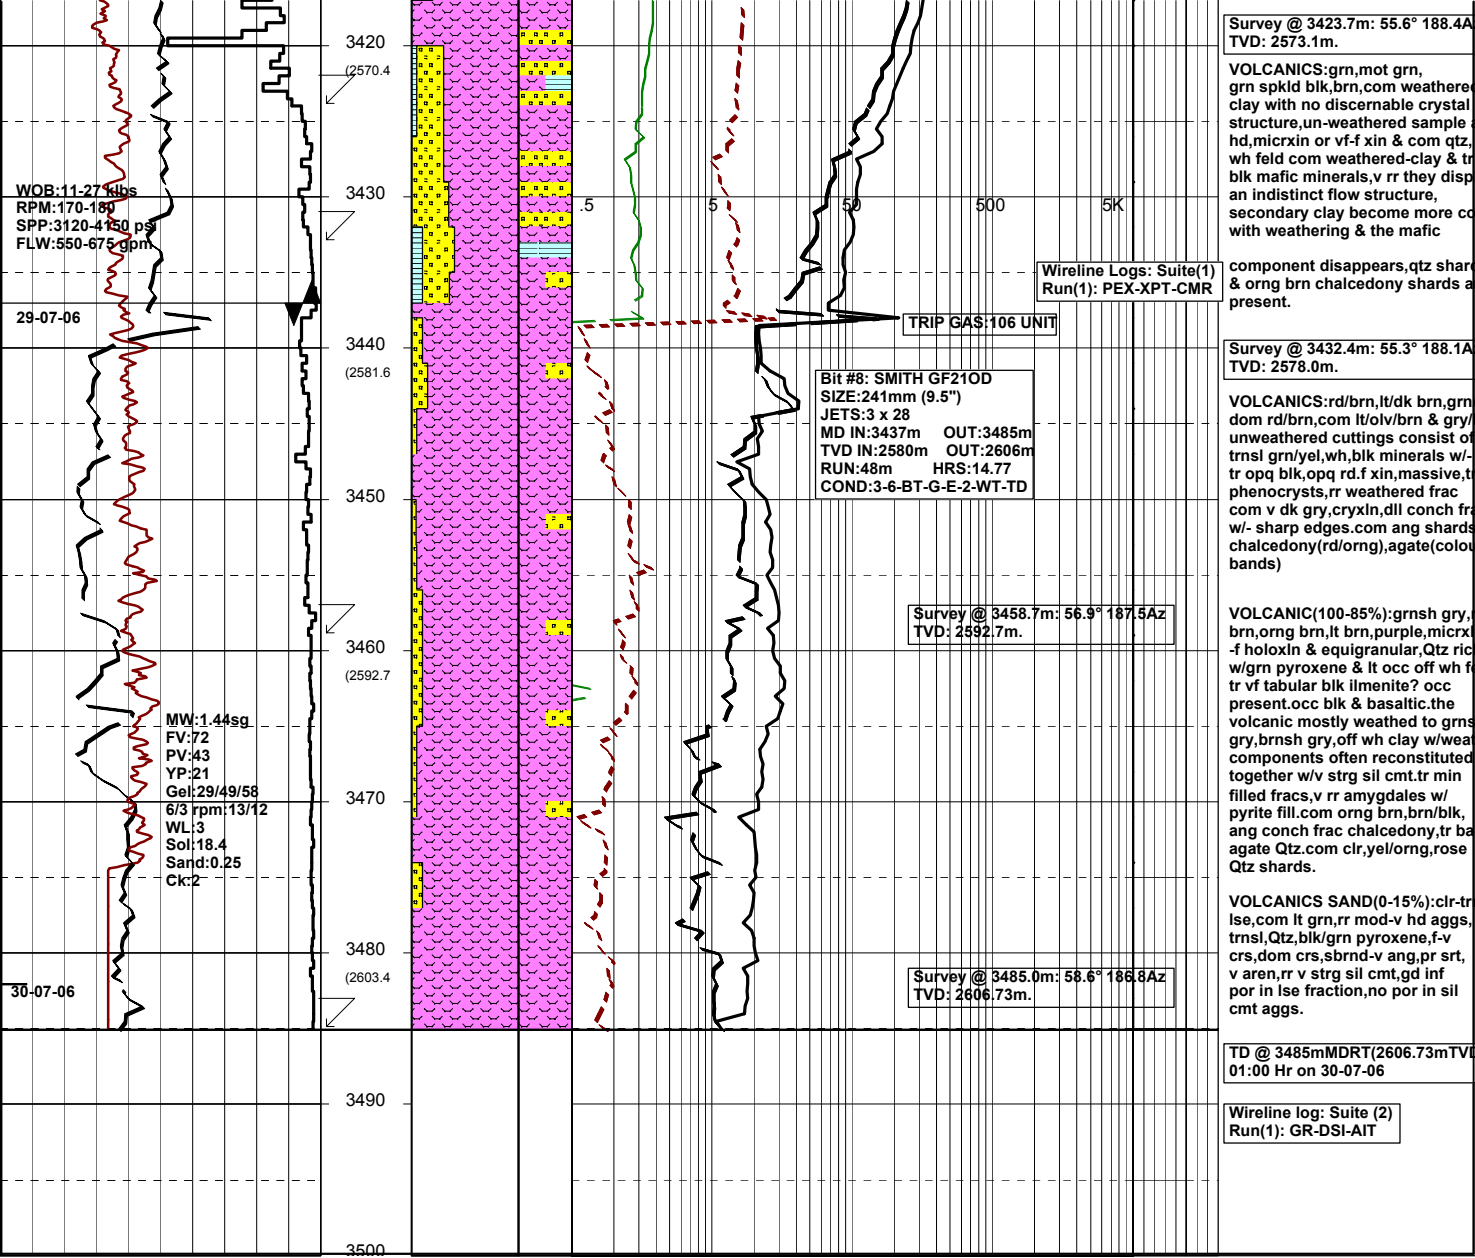 3420
(2570.4
3430
3440
(2581.6
3450
3460
(2592.7
3470
3480
(2603.4
3490
3500
WOB:11-27 klbs
RPM:170-180
SPP:3120-4150 psi
FLW:550-675 gpm
29-07-06
MW:1.44sg
FV:72
PV:43
YP:21
Gel:29/49/58
6/3 rpm:13/12
WL:3
Sol:18.4
Sand:0.25
Ck:2
30-07-06
.5 5 50 500 5K
Wireline Logs: Suite(1)
Run(1): PEX-XPT-CMR
TRIP GAS:106 UNIT
Bit #8: SMITH GF21OD
SIZE:241mm (9.5")
JETS:3 x 28
MD IN:3437m OUT:3485m
TVD IN:2580m OUT:2606m
RUN:48m HRS:14.77
COND:3-6-BT-G-E-2-WT-TD
Survey @ 3458.7m: 56.9° 187.5Az
TVD: 2592.7m.
Survey @ 3485.0m: 58.6° 186.8Az
TVD: 2606.73m.
Survey @ 3423.7m: 55.6° 188.4A
TVD: 2573.1m.
VOLCANICS:grn,mot grn,
grn spkld blk,brn,com weathere
clay with no discernable crystal
structure,un-weathered sample
hd,micrxin or vf-f xin & com qtz,
wh feld com weathered-clay & tr
blk mafic minerals,v rr they disp
an indistinct flow structure,
secondary clay become more co
with weathering & the mafic
component disappears,qtz shar
& orng brn chalcedony shards a
present.
Survey @ 3432.4m: 55.3° 188.1A
TVD: 2578.0m.
VOLCANICS:rd/brn,lt/dk brn,grn
dom rd/brn,com lt/olv/brn & gry/
unweathered cuttings consist of
trnsl grn/yel,wh,blk minerals w/-
tr opq blk,opq rd.f xin,massive,t
phenocrysts,rr weathered frac
com v dk gry,cryxln,dll conch fra
w/- sharp edges.com ang shards
chalcedony(rd/orng),agate(colou
bands)
VOLCANIC(100-85%):grnsh gry,
brn,orng brn,lt brn,purple,micrxl
-f holoxln & equigranular,Qtz ric
w/grn pyroxene & lt occ off wh f
tr vf tabular blk ilmenite? occ
present.occ blk & basaltic.the
volcanic mostly weathed to grns
gry,brnsh gry,off wh clay w/weat
components often reconstituted
together w/v strg sil cmt.tr min
filled fracs,v rr amygdales w/
pyrite fill.com orng brn,brn/blk,
ang conch frac chalcedony,tr ba
agate Qtz.com clr,yel/orng,rose
Qtz shards.
VOLCANICS SAND(0-15%):clr-tr
lse,com lt grn,rr mod-v hd aggs,
trnsl,Qtz,blk/grn pyroxene,f-v
crs,dom crs,sbrnd-v ang,pr srt,
v aren,rr v strg sil cmt,gd inf
por in lse fraction,no por in sil
cmt aggs.
TD @ 3485mMDRT(2606.73mTVD
01:00 Hr on 30-07-06
Wireline log: Suite (2)
Run(1): GR-DSI-AIT